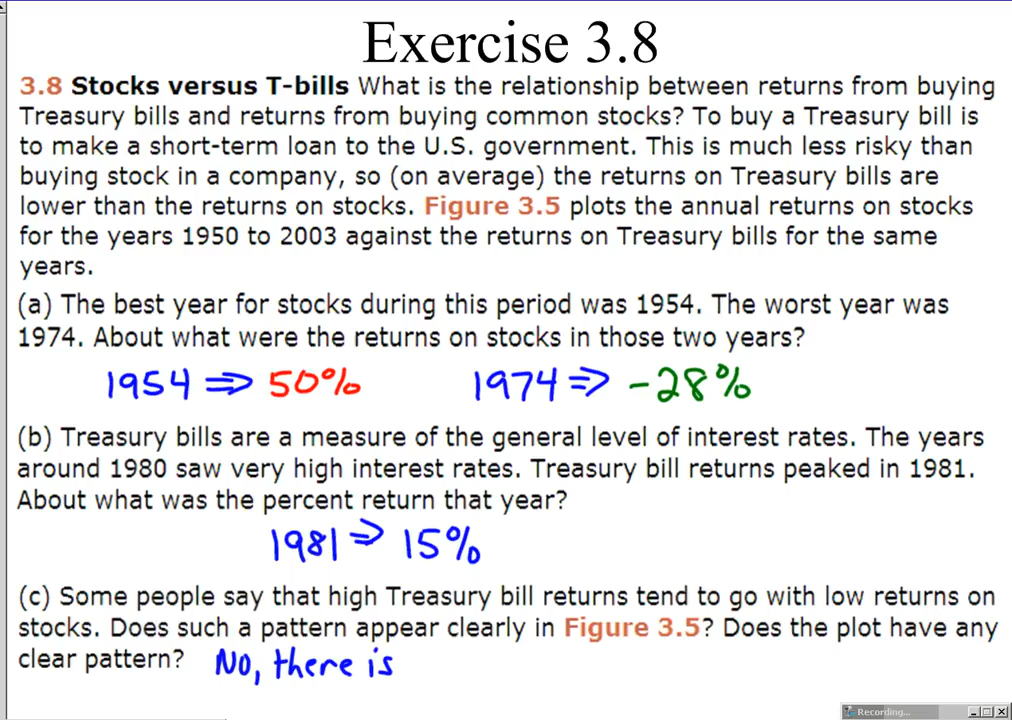 Exercise 3.8
3.8 Stocks versus T-bills What is the relationship between returns from buying
Treasury bills and returns from buying common stocks? To buy a Treasury bill is
to make a short-term loan to the U.S. government. This is much less risky than
buying stock in a company, so (on average) the returns on Treasury bills are
lower than the returns on stocks. Figure 3.5 plots the annual returns on stocks
for the years 1950 to 2003 against the returns on Treasury bills for the same
years.
(a) The best year for stocks during this period was 1954. The worst year was
1974. About what were the returns on stocks in those two years?
1954 ⇒ 50% 1974 ⇒ -28%
(b) Treasury bills are a measure of the general level of interest rates. The years
around 1980 saw very high interest rates. Treasury bill returns peaked in 1981.
About what was the percent return that year?
1981 ⇒ 15%
(c) Some people say that high Treasury bill returns tend to go with low returns on
stocks. Does such a pattern appear clearly in Figure 3.5? Does the plot have any
clear pattern? No, there is
Recording...